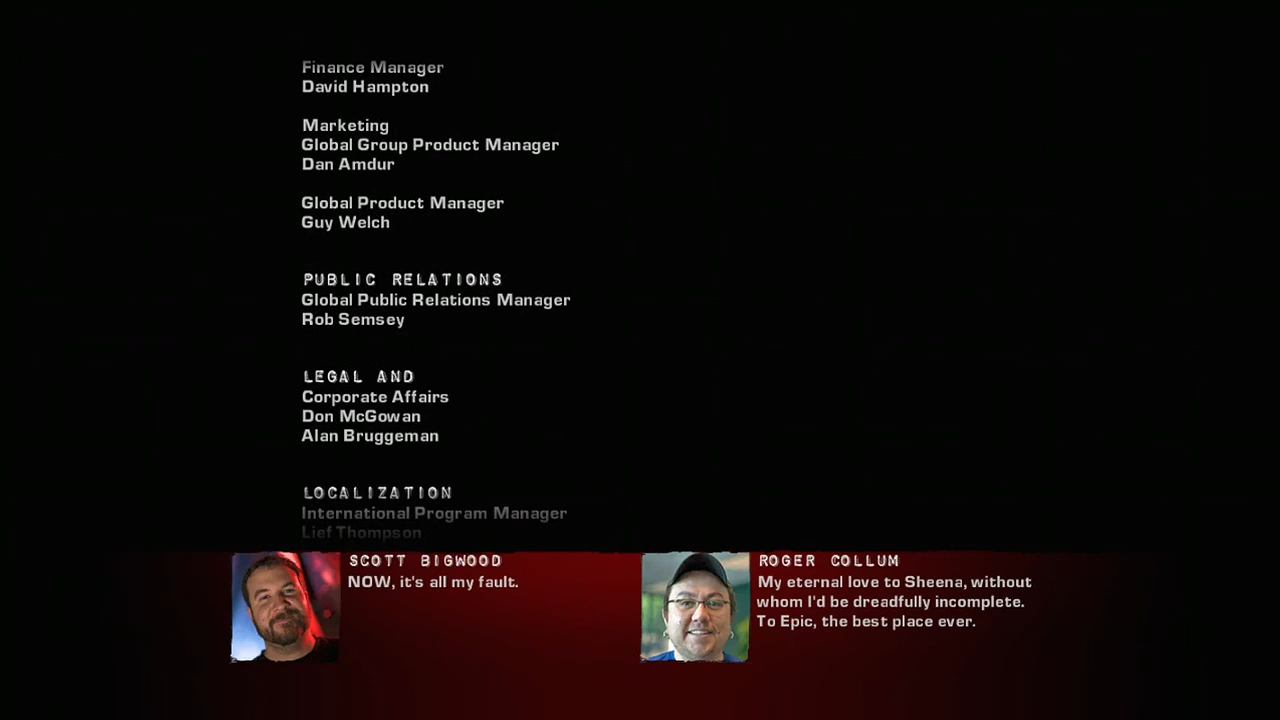 Finance Manager
David Hampton
Marketing
Global Group Product Manager
Dan Amdur
Global Product Manager
Guy Welch
PUBLIC RELATIONS
Global Public Relations Manager
Rob Semsey
LEGAL AND
Corporate Affairs
Don McGowan
Alan Bruggeman
LOCALIZATION
International Program Manager
Lief Thompson
SCOTT BIGWOOD
NOW, it's all my fault.
ROGER COLLUM
My eternal love to Sheena, without
whom I'd be dreadfully incomplete.
To Epic, the best place ever.